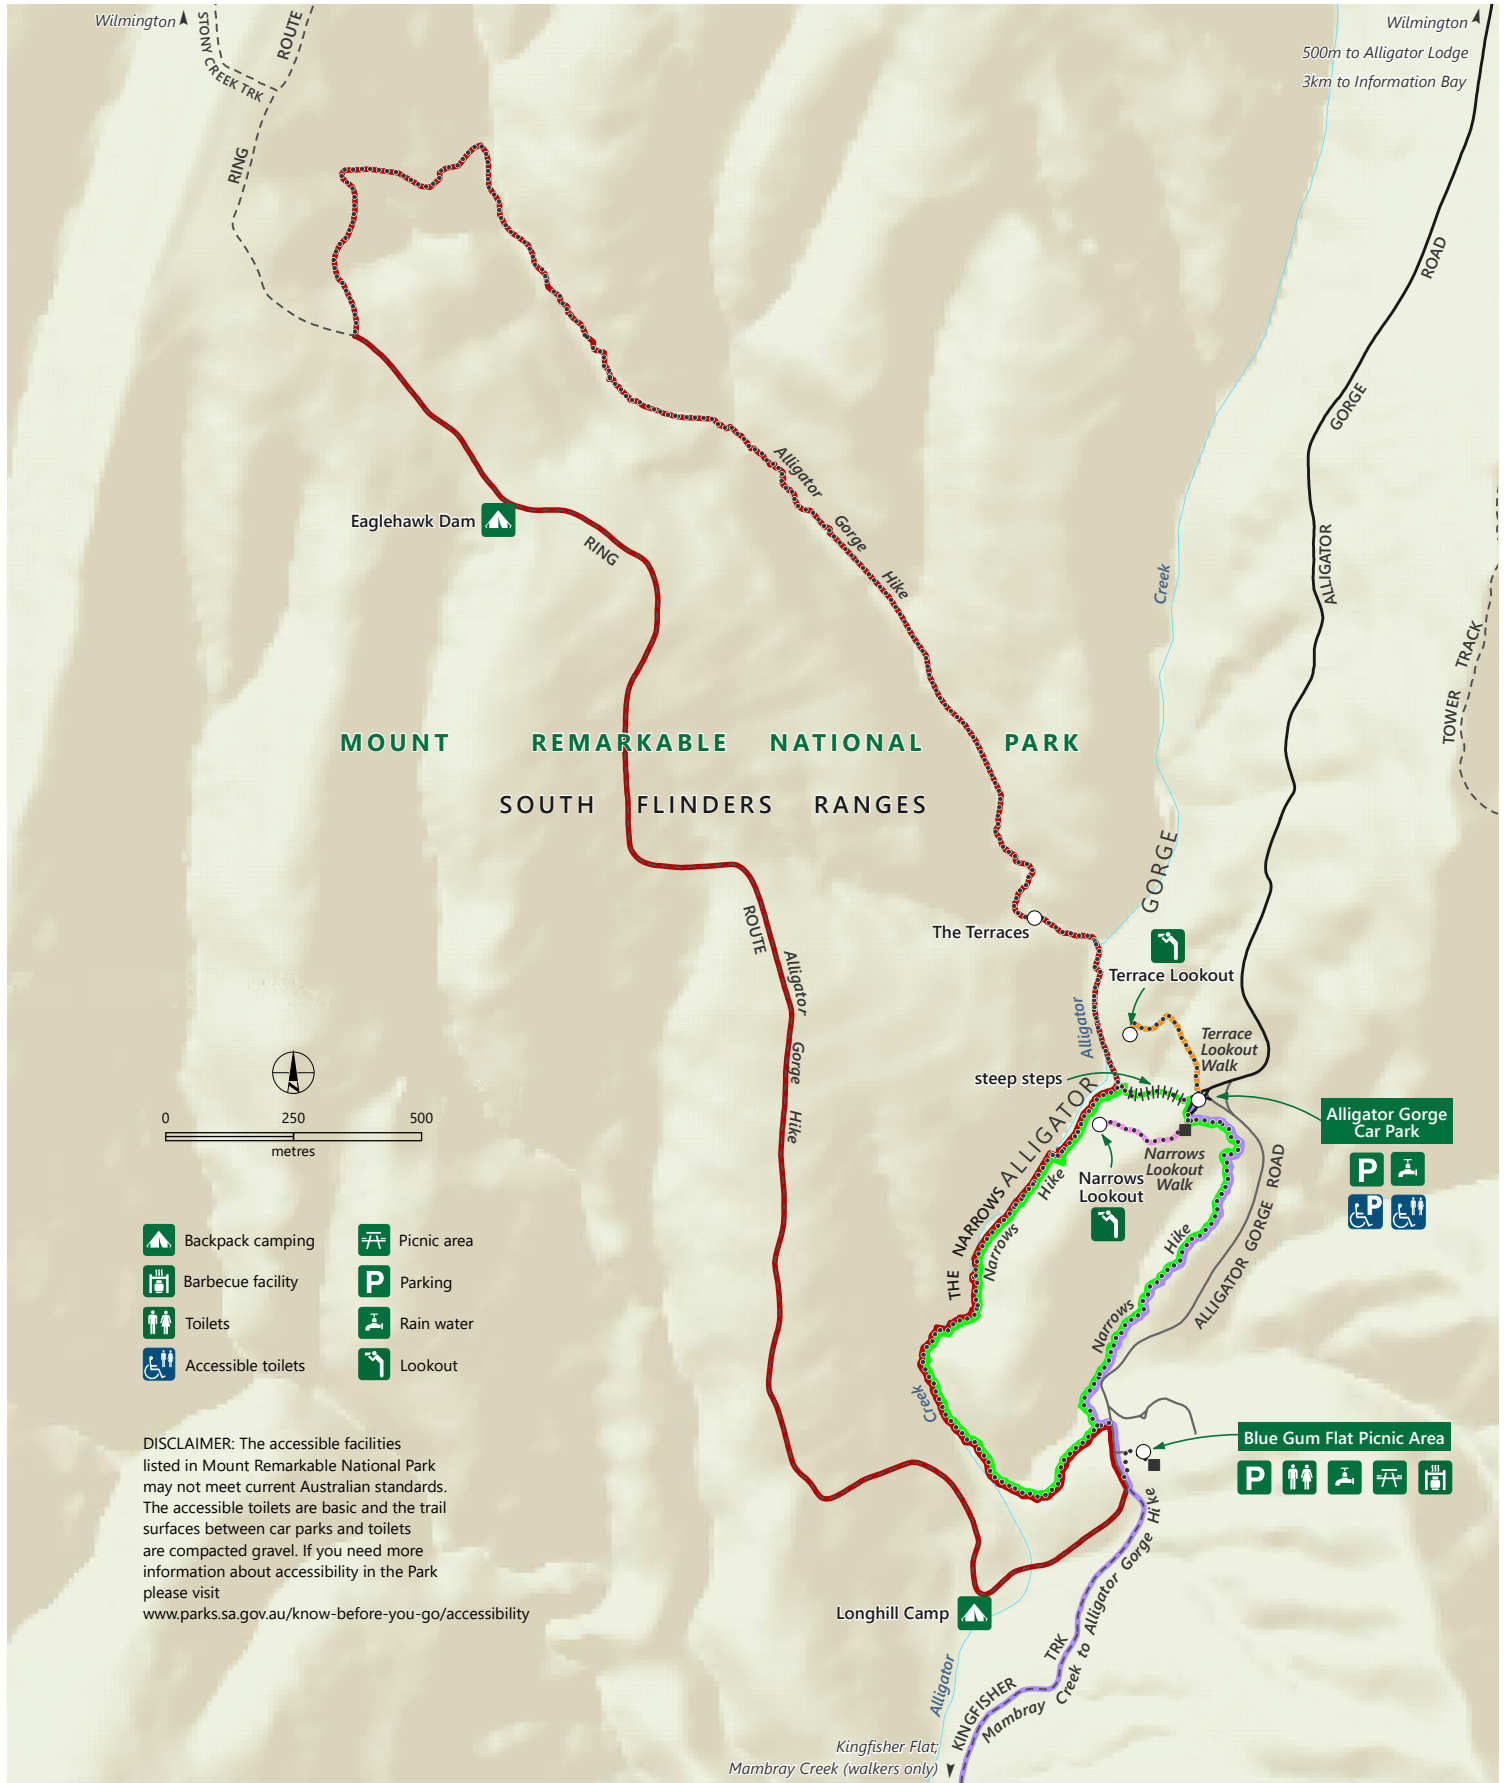 Wilmington
STONY CREEK TRK
ROUTE
RING
Wilmington
500m to Alligator Lodge
3km to Information Bay
ROAD
GORGE
ALLIGATOR
TRACK
TOWER
Alligator
Gorge
Hike
Creek
Eaglehawk Dam
RING
MOUNT REMARKABLE NATIONAL PARK
SOUTH FLINDERS RANGES
GORGE
ROUTE
The Terraces
Terrace Lookout
Alligator
Gorge
Hike
Alligator
Terrace
Lookout
Walk
steep steps
ALLIGATOR
Alligator Gorge
Car Park
P
P
0 250 500
metres
Narrows
Lookout
Walk
Narrows
Lookout
Hike
Narrows
THE NARROWS
Hike
Narrows
ALLIGATOR GORGE ROAD
Backpack camping
Picnic area
Barbecue facility
P
Parking
Toilets
Rain water
Accessible toilets
Lookout
Creek
Blue Gum Flat Picnic Area
P
DISCLAIMER: The accessible facilities
listed in Mount Remarkable National Park
may not meet current Australian standards.
The accessible toilets are basic and the trail
surfaces between car parks and toilets
are compacted gravel. If you need more
information about accessibility in the Park
please visit
www.parks.sa.gov.au/know-before-you-go/accessibility
Longhill Camp
Alligator
KINGFISHER TRK
Mambray Creek to Alligator Gorge Hike
Kingfisher Flat;
Mambray Creek (walkers only)